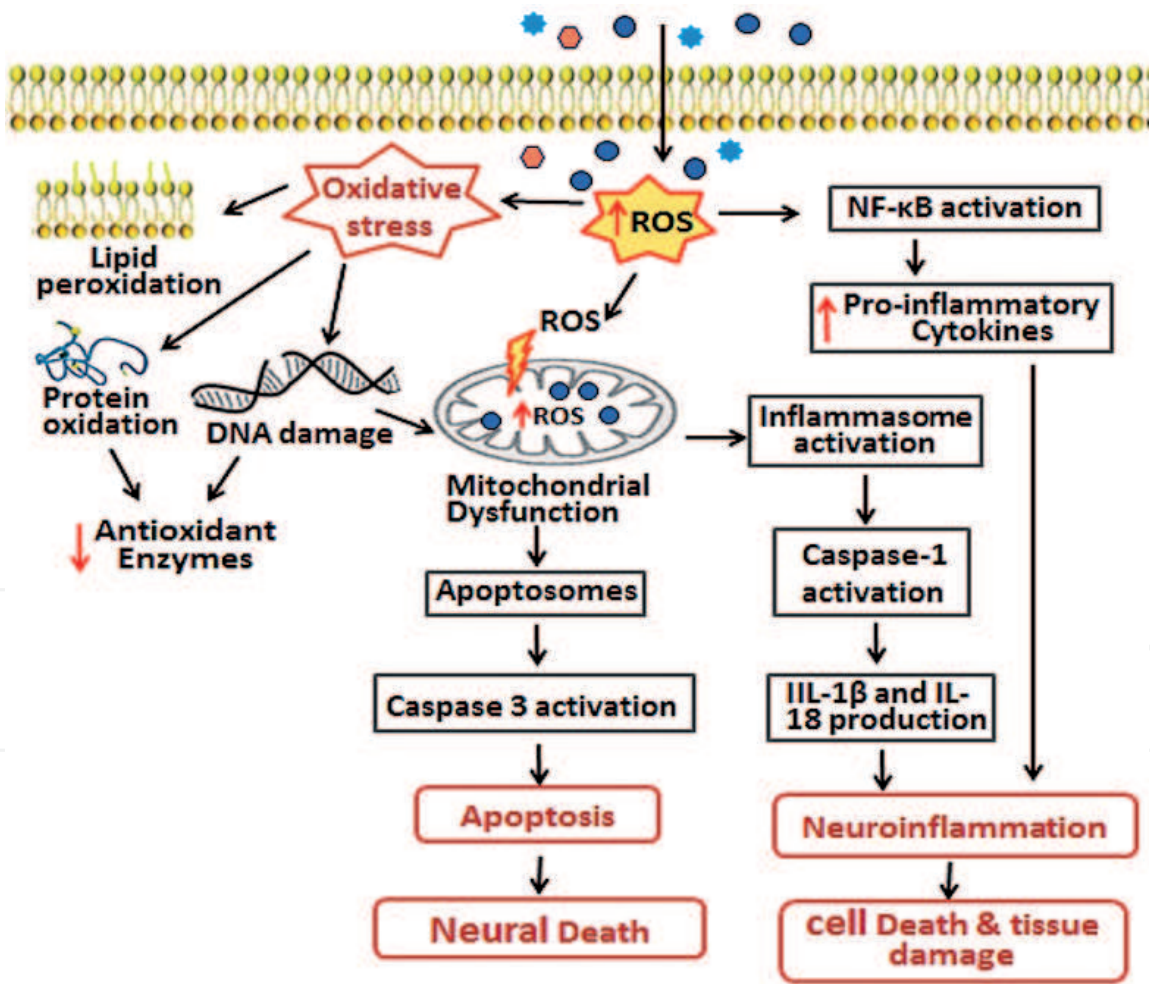 Oxidative
stress
ROS
NF-κB activation
Lipid
peroxidation
Pro-inflammatory
Cytokines
ROS
Protein
oxidation
DNA damage
ROS
Inflammasome
activation
Mitochondrial
Dysfunction
Antioxidant
Enzymes
Caspase-1
activation
Apoptosomes
Caspase 3 activation
IIL-1β and IL-
18 production
Apoptosis
Neuroinflammation
Neural Death
cell Death & tissue
damage